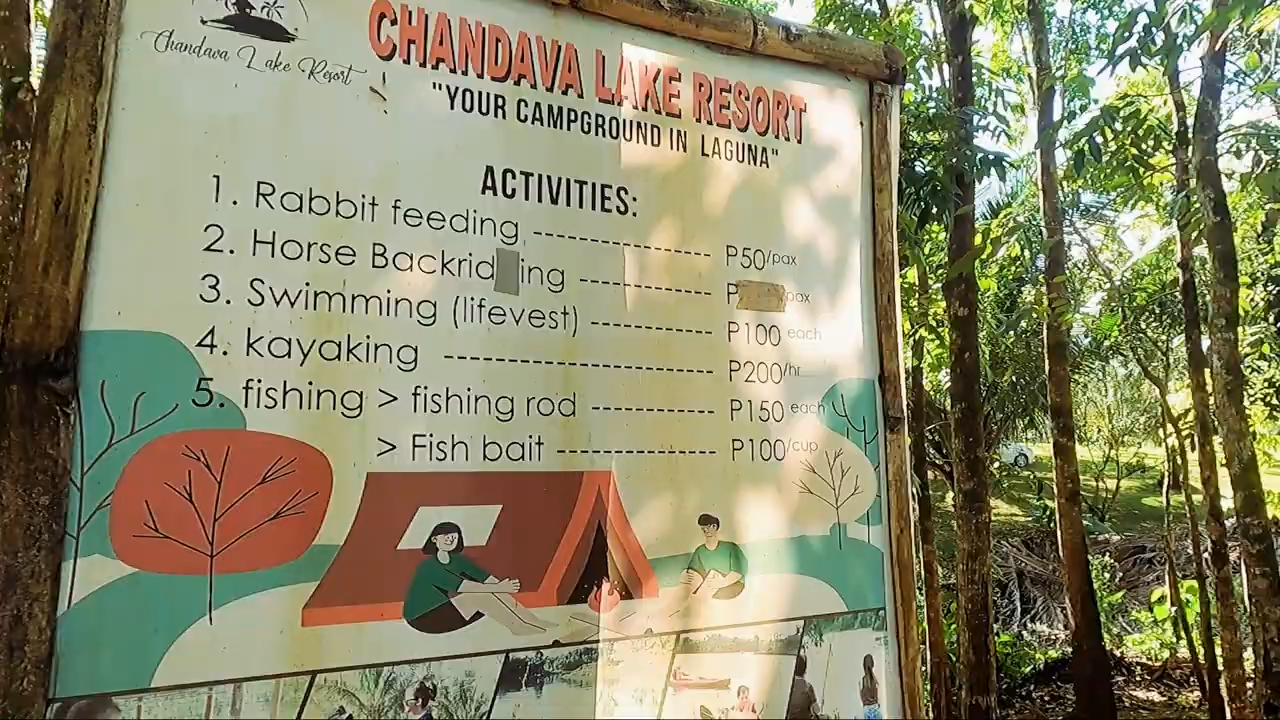 Chandava Lake Resort
CHANDAVA LAKE RESORT
"YOUR CAMPGROUND IN LAGUNA"
ACTIVITIES:
1. Rabbit feeding ---------------- P50/pax
2. Horse Backriding ------------ P /pax
3. Swimming (lifevest) ----------- P100 each
4. kayaking ------------------------ P200/hr
5. fishing > fishing rod ----------- P150 each
> Fish bait -------------- P100/cup